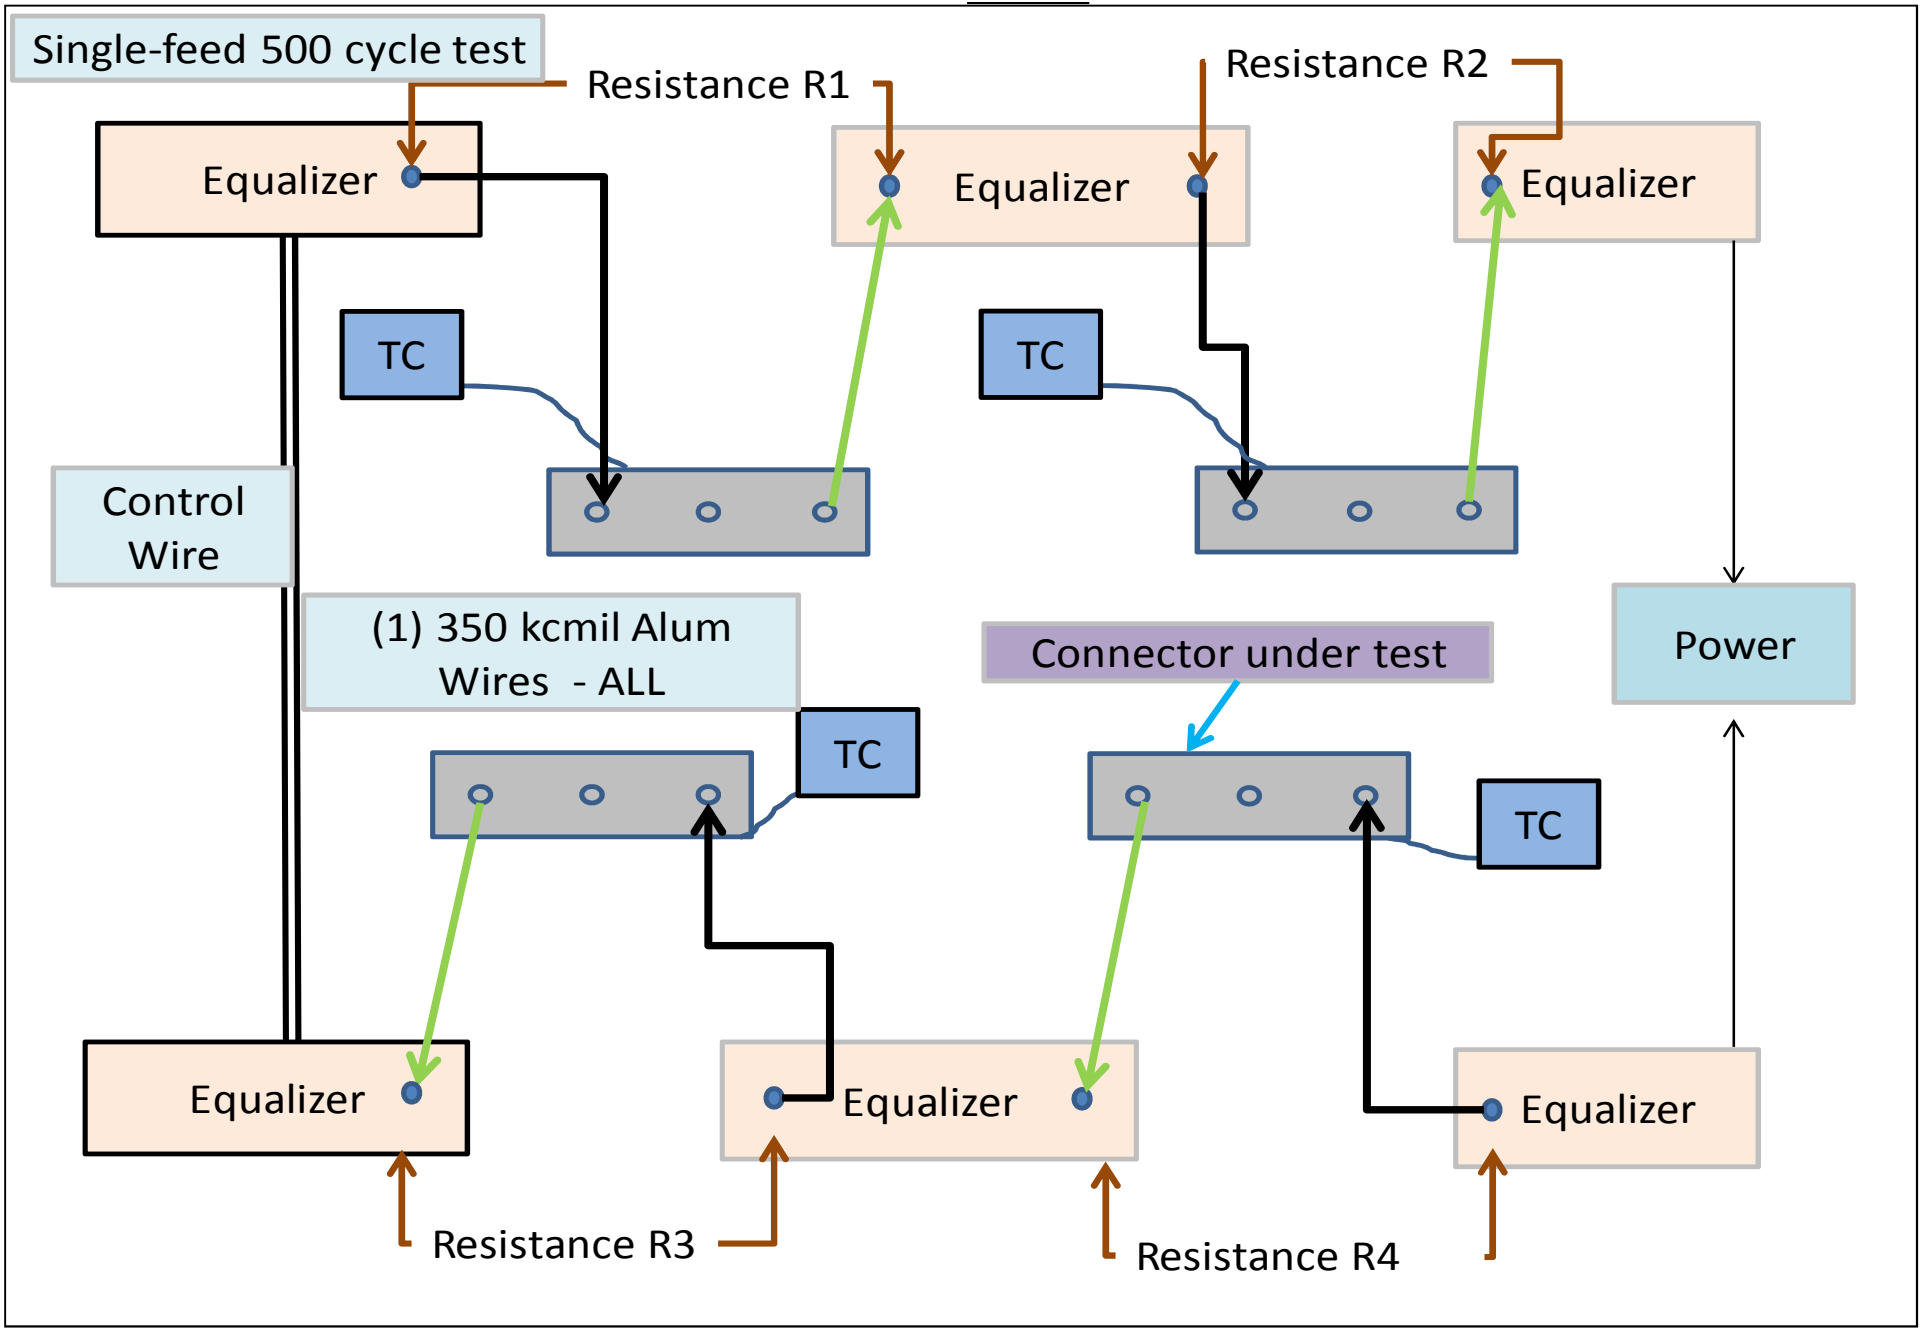 Single-feed 500 cycle test
Resistance R1
Resistance R2
Equalizer
Equalizer
Equalizer
TC
TC
Control
Wire
(1) 350 kcmil Alum
Wires - ALL
Connector under test
Power
TC
TC
Equalizer
Equalizer
Equalizer
Resistance R3
Resistance R4